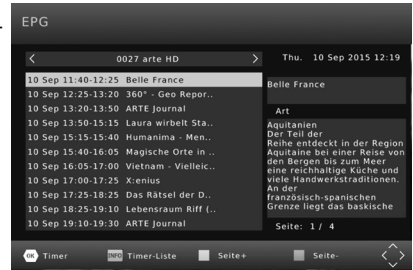 EPG
0027 arte HD
Thu. 10 Sep 2015 12:19
10 Sep 11:40-12:25 Belle France
10 Sep 12:25-13:20 360° - Geo Repor..
10 Sep 13:20-13:50 ARTE Journal
10 Sep 13:50-15:15 Laura wirbelt Sta..
10 Sep 15:15-15:40 Humanima - Men..
10 Sep 15:40-16:05 Magische Orte in ..
10 Sep 16:05-17:00 Vietnam - Vielleic..
10 Sep 17:00-17:25 X:enius
10 Sep 17:25-18:25 Das Rätsel der D..
10 Sep 18:25-19:10 Lebensraum Riff (..
10 Sep 19:10-19:30 ARTE Journal
Belle France
Art
Aquitanien
Der Teil der
Reihe entdeckt in der Region
Aquitaine bei einer Reise von
den Bergen bis zum Meer
eine reichhaltige Küche und
viele Handwerkstraditionen.
An der
französisch-spanischen
Grenze liegt das baskische
Seite: 1 / 4
OK Timer INFO Timer-Liste Seite+ Seite-